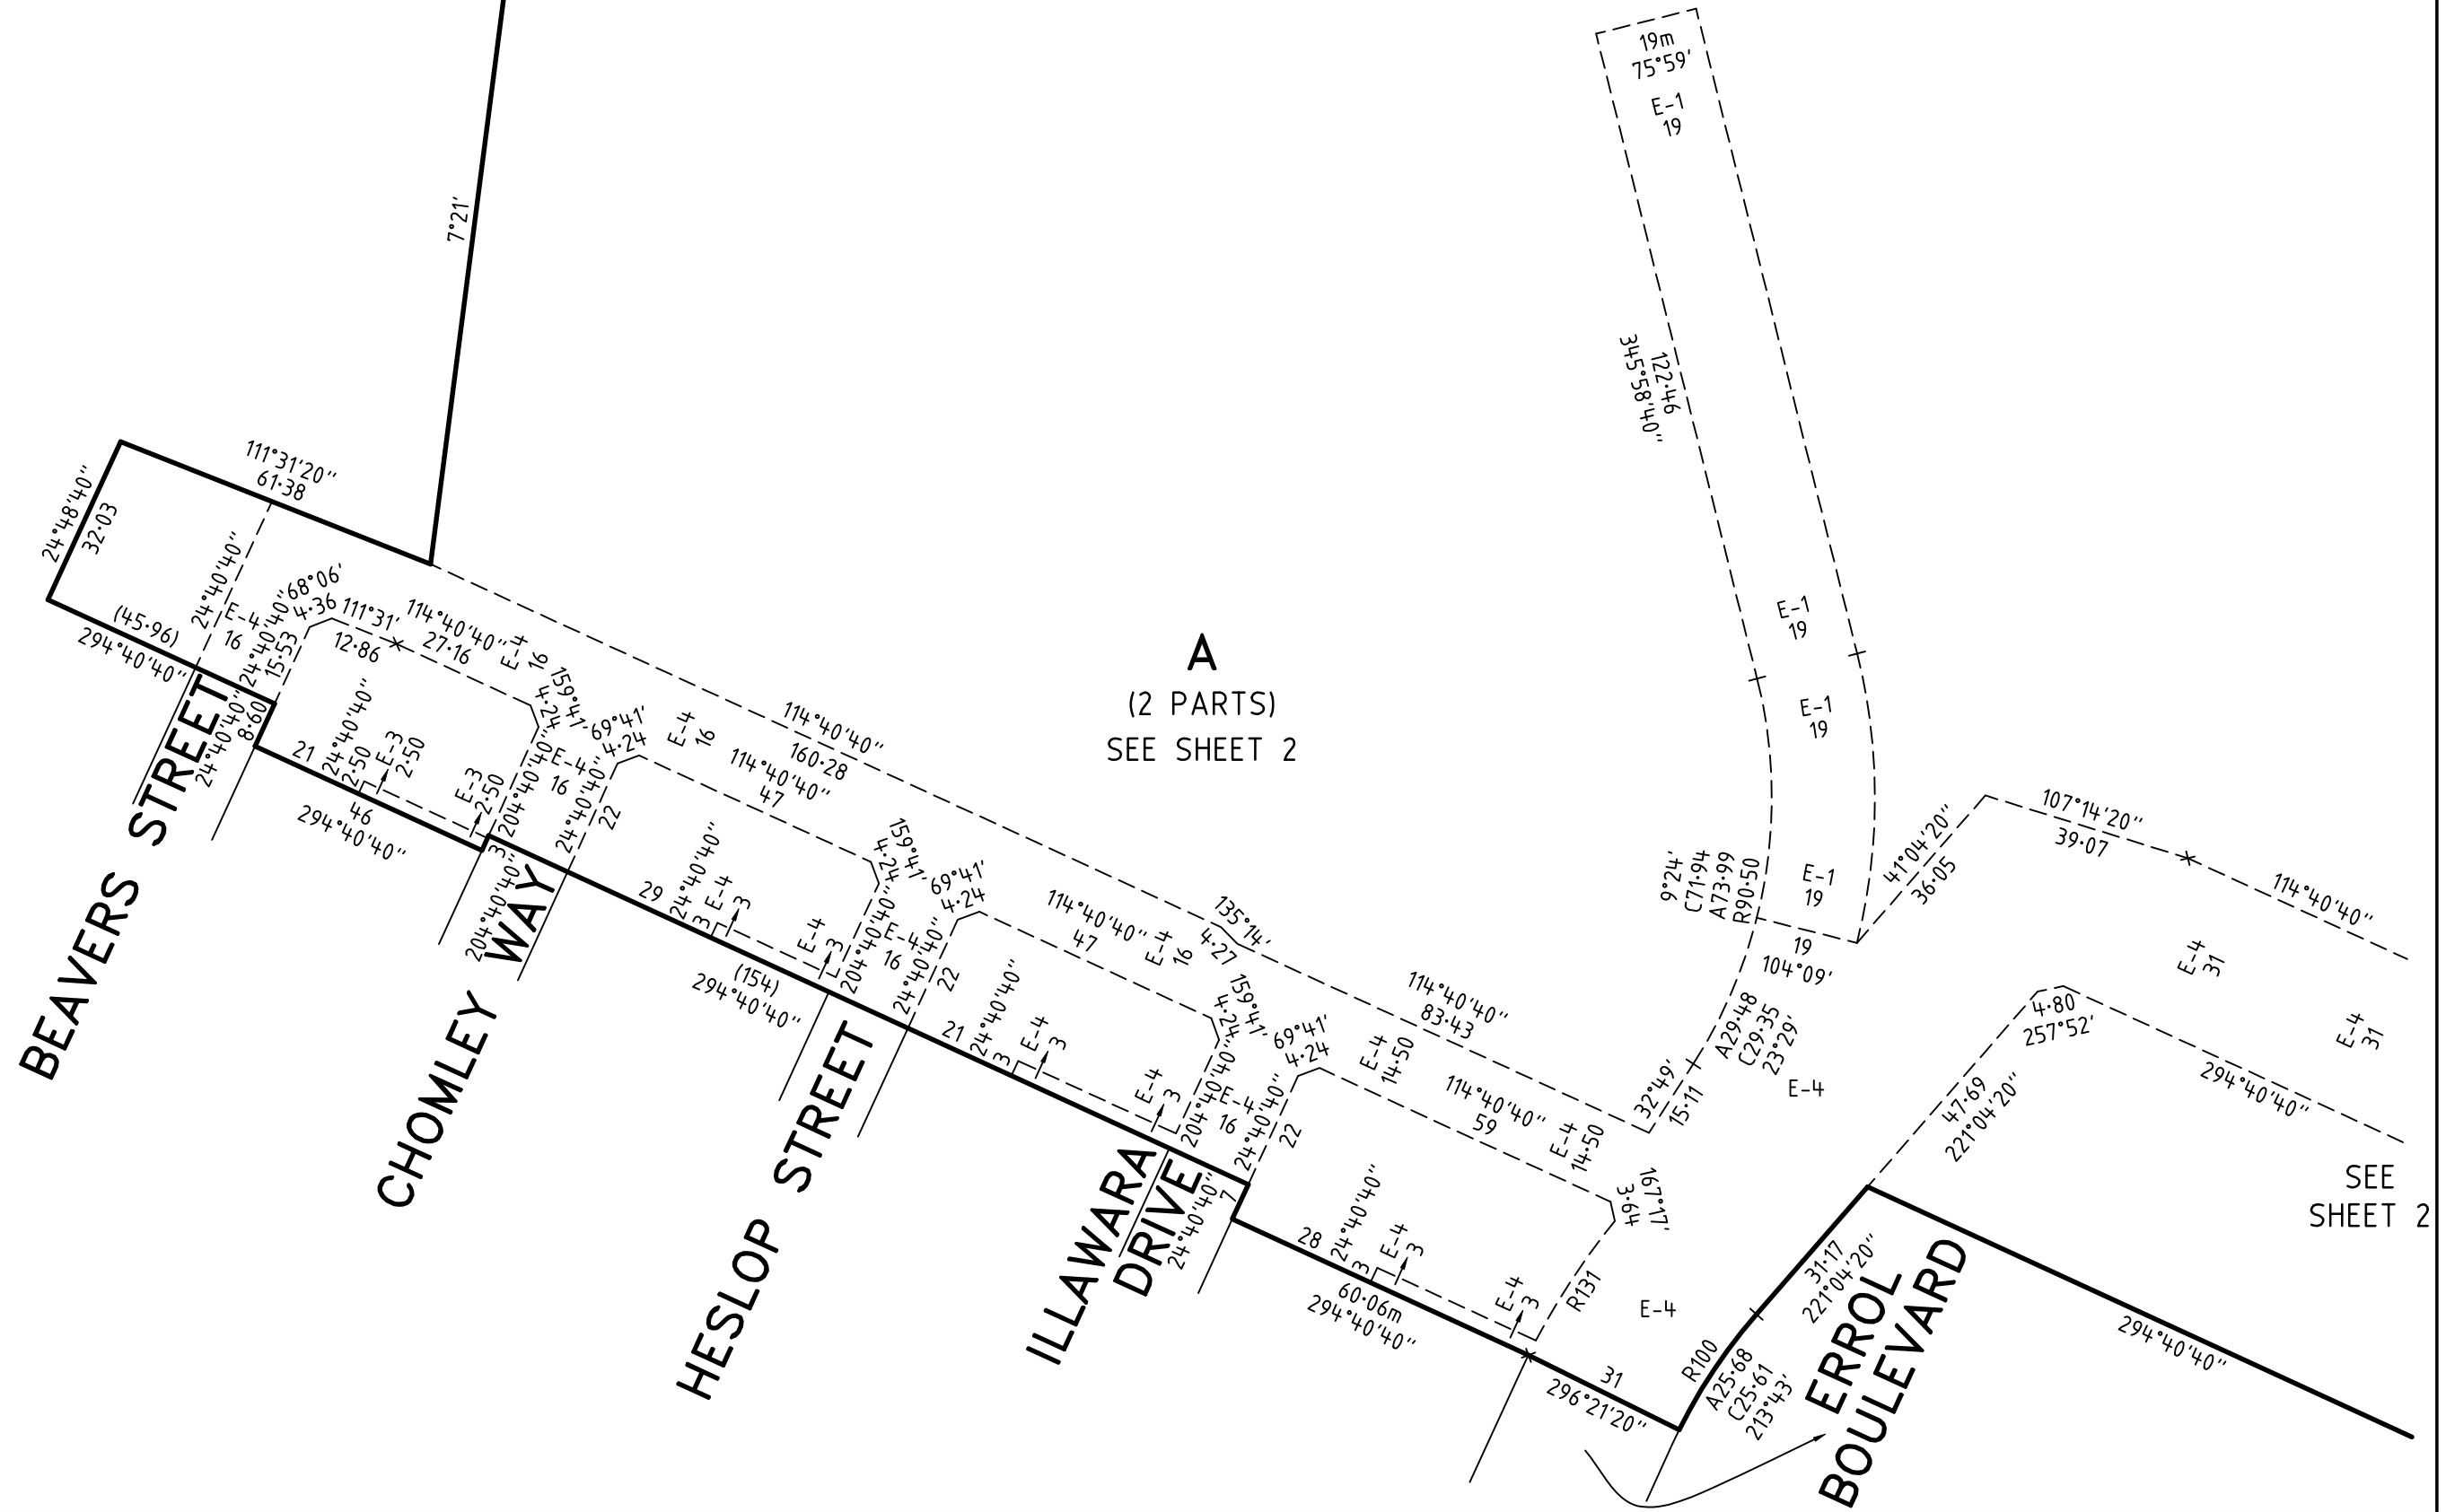 19m
75°59'
E-1
19
7°21'
122·46
345°58'40"
111°31'20"
61·38
24°48'40"
32·03
(45·96)
294°40'40"
24°40'40"
E-4
16
24°40'40"
15·53
68°06'
4·36
111°31'
12·86
114°40'40"
27·16
E-4
16
159°41'
4·24
69°41'
4·24
E-4
16
114°40'40"
160·28
114°40'40"
47
A
(2 PARTS)
SEE SHEET 2
E-1
19
E-1
19
E-1
19
24°40'40"
8·60
21
24°40'40"
2·50
E-3
2·50
E-3
2·50
46
294°40'40"
204°40'40"
E-4
16
24°40'40"
22
3
204°40'40"
29
24°40'40"
3
E-4
3
E-4
3
(154)
294°40'40"
159°41'
4·24
204°40'40"
E-4
16
69°41'
4·24
24°40'40"
22
114°40'40"
47
E-4
16
135°14'
4·27
114°40'40"
83·43
9°24'
C71·94
A73·99
R90·50
19
104°09'
41°04'20"
36·05
107°14'20"
39·07
114°40'40"
E-4
31
E-4
31
4·80
257°52'
294°40'40"
47·69
221°04'20"
A29·48
C29·35
23°29'
E-4
32°49'
15·11
21
24°40'40"
3
E-4
3
E-4
3
159°41'
4·24
204°40'40"
E-4
16
69°41'
4·24
24°40'40"
22
E-4
14·50
114°40'40"
59
E-4
14·50
167°17'
3·64
7
24°40'40"
28
24°40'40"
3
E-4
3
E-4
3
60·06m
294°40'40"
R131
E-4
31
296°21'20"
R100
A25·68
C25·61
213°43'
31·17
221°04'20"
294°40'40"
SEE
SHEET 2
BEAVERS STREET
CHOMLEY WAY
HESLOP STREET
ILLAWARA
DRIVE
ERROL
BOULEVARD